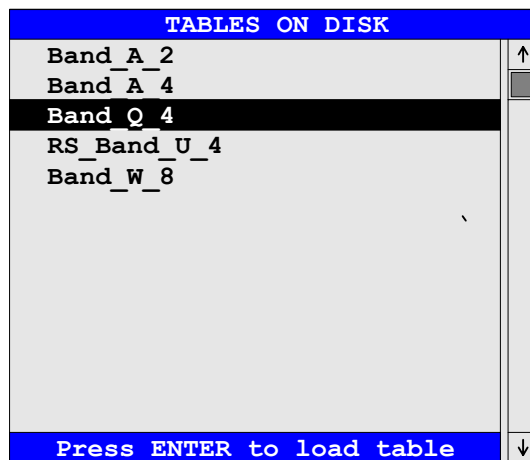 TABLES ON DISK
Band_A_2
Band_A_4
Band_Q_4
RS_Band_U_4
Band_W_8
Press ENTER to load table